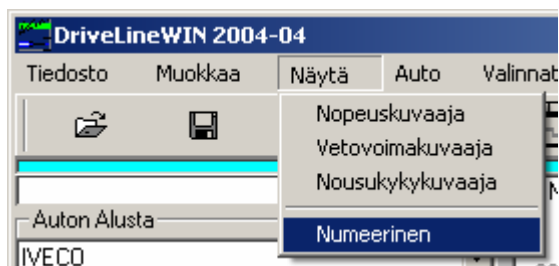 DriveLineWIN 2004-04
Tiedosto Muokkaa Näytä Auto Valinnat
Nopeuskuvaaja
Vetovoimakuvaaja
Nousukykykuvaaja
Auton Alusta
Numeerinen
IVECO